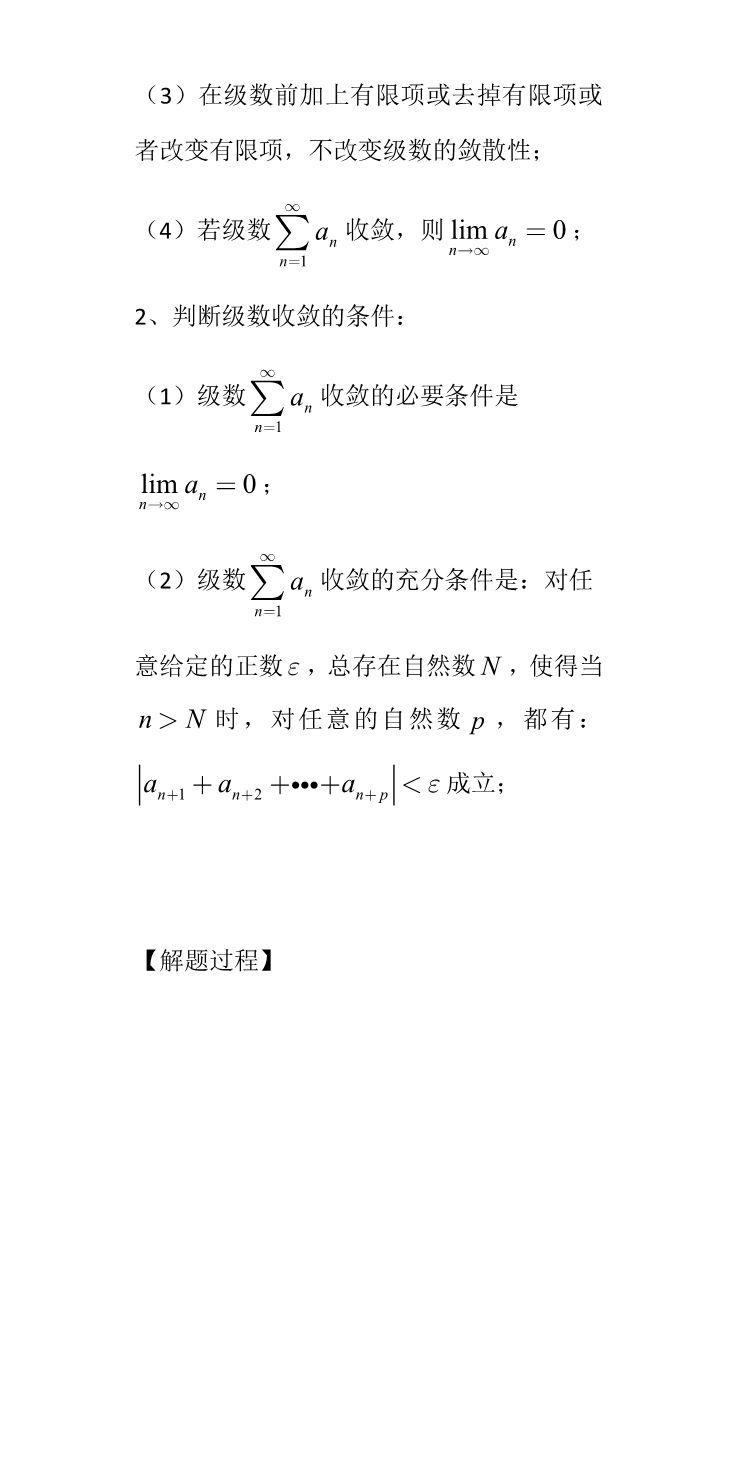 （3）在级数前加上有限项或去掉有限项或
者改变有限项，不改变级数的敛散性；
（4）若级数$\sum_{n=1}^{\infty} a_n$收敛，则$\lim_{n\to\infty} a_n = 0$；
2、判断级数收敛的条件：
（1）级数$\sum_{n=1}^{\infty} a_n$收敛的必要条件是
$\lim_{n\to\infty} a_n = 0$；
（2）级数$\sum_{n=1}^{\infty} a_n$收敛的充分条件是：对任
意给定的正数$\varepsilon$，总存在自然数$N$，使得当
$n > N$时，对任意的自然数$p$，都有：
$\left|a_{n+1} + a_{n+2} + \cdots + a_{n+p}\right| < \varepsilon$成立；
【解题过程】